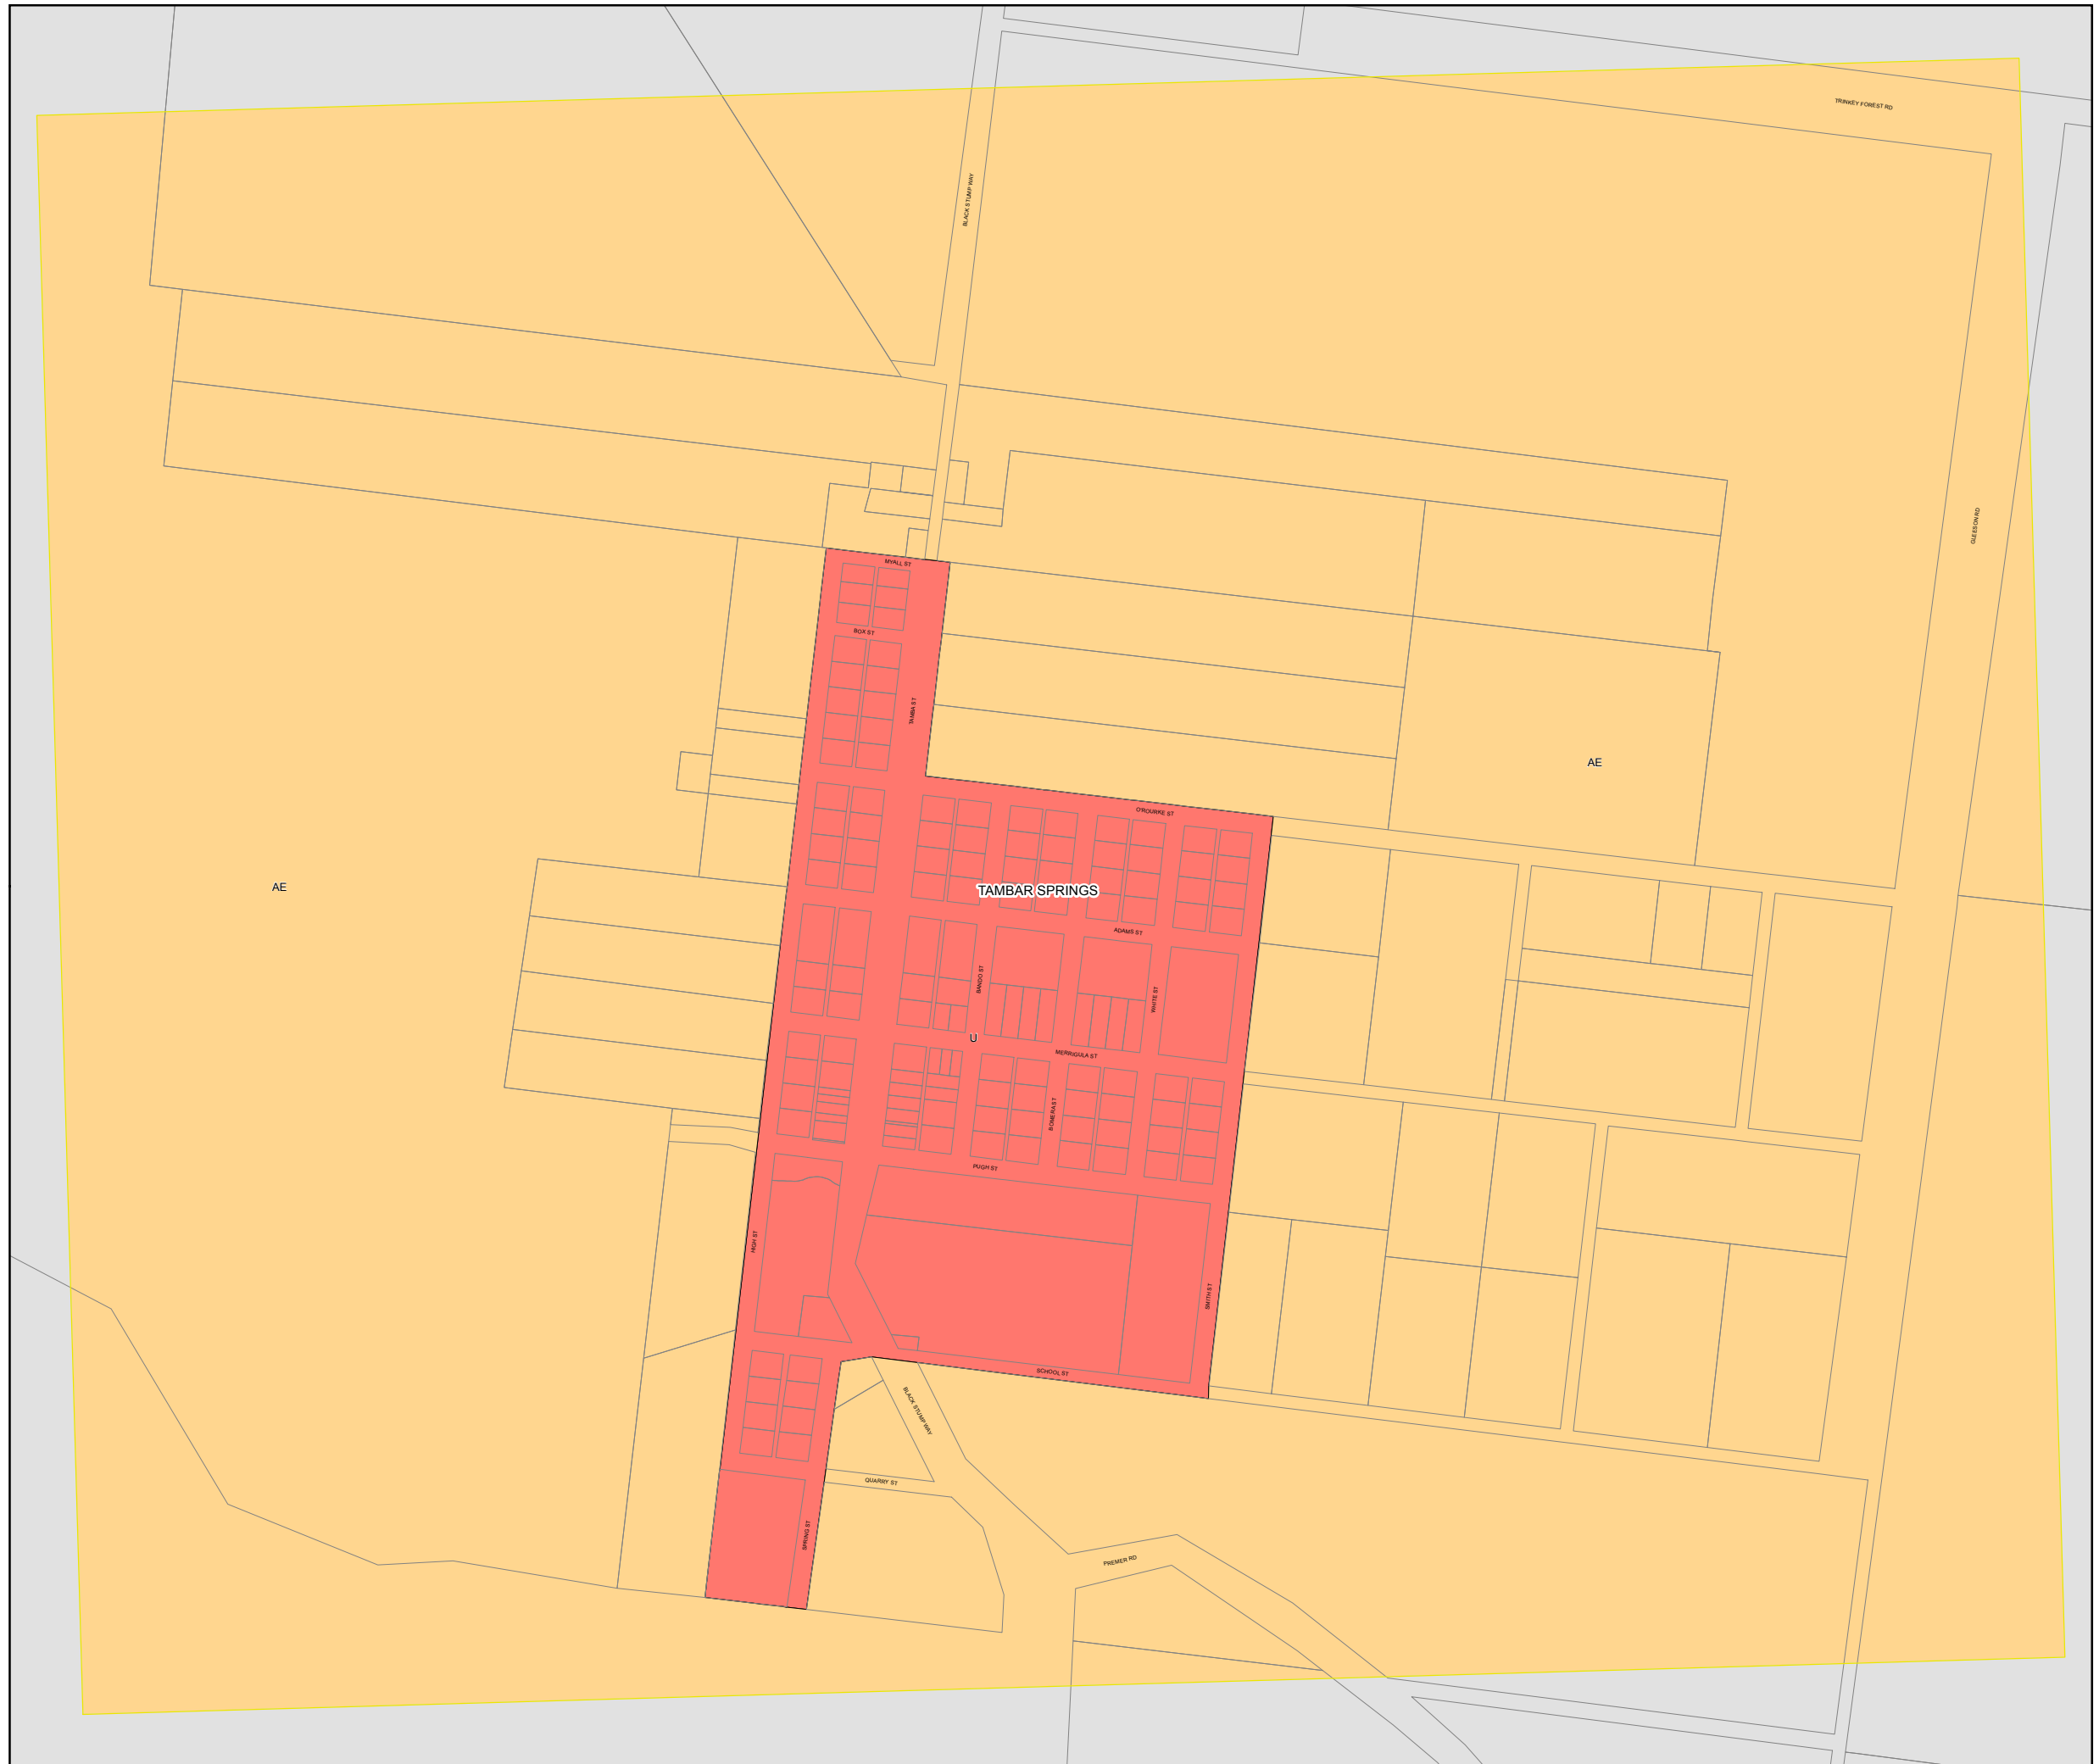 TRINKEY FOREST RD
BLACK STUMP WAY
GLEESON RD
MYALL ST
BOX ST
TAMBA ST
AE
O'ROURKE ST
AE
TAMBAR SPRINGS
ADAMS ST
BANDO ST
WHITE ST
U
MERRIGULA ST
BOMERA ST
PUGH ST
HIGH ST
SMITH ST
SCHOOL ST
BLACK STUMP WAY
QUARRY ST
SPRING ST
PREMIER RD